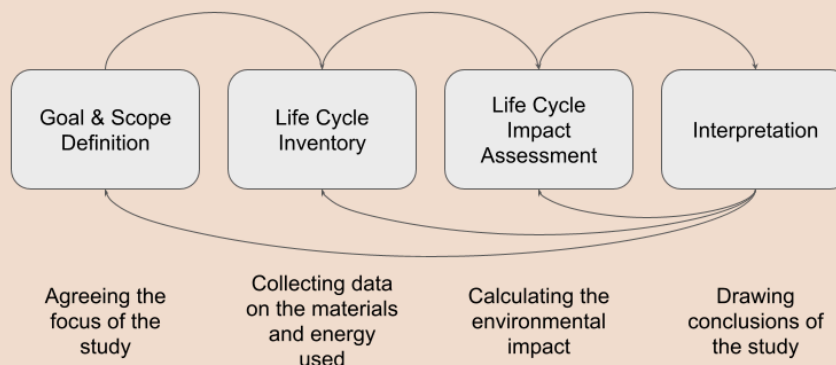 Goal & Scope
Definition
Life Cycle
Inventory
Life Cycle
Impact
Assessment
Interpretation
Agreeing the
focus of the
study
Collecting data
on the materials
and energy
used
Calculating the
environmental
impact
Drawing
conclusions of
the study